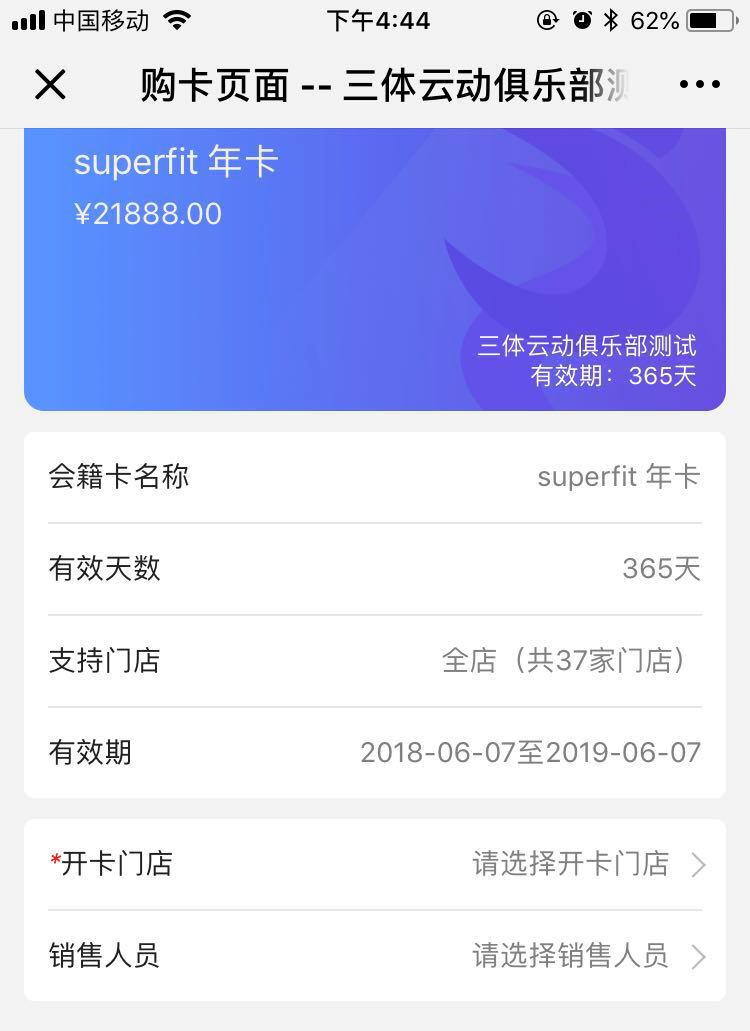 中国移动 下午4:44 62%
购卡页面 -- 三体云动俱乐部测
superfit 年卡
¥21888.00
三体云动俱乐部测试
有效期：365天
会籍卡名称 superfit 年卡
有效天数 365天
支持门店 全店（共37家门店）
有效期 2018-06-07至2019-06-07
*开卡门店 请选择开卡门店
销售人员 请选择销售人员